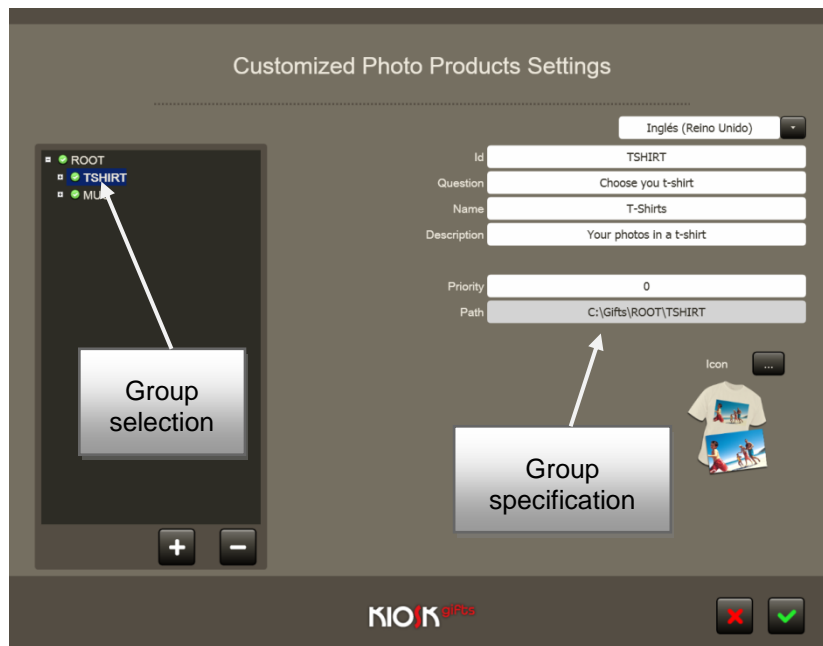 Customized Photo Products Settings
Inglés (Reino Unido)
ROOT
TSHIRT
Id
TSHIRT
Question
Choose you t-shirt
Name
T-Shirts
Description
Your photos in a t-shirt
Priority
0
Path
C:\Gifts\ROOT\TSHIRT
Icon
...
Group
selection
Group
specification
KIOSK gifts